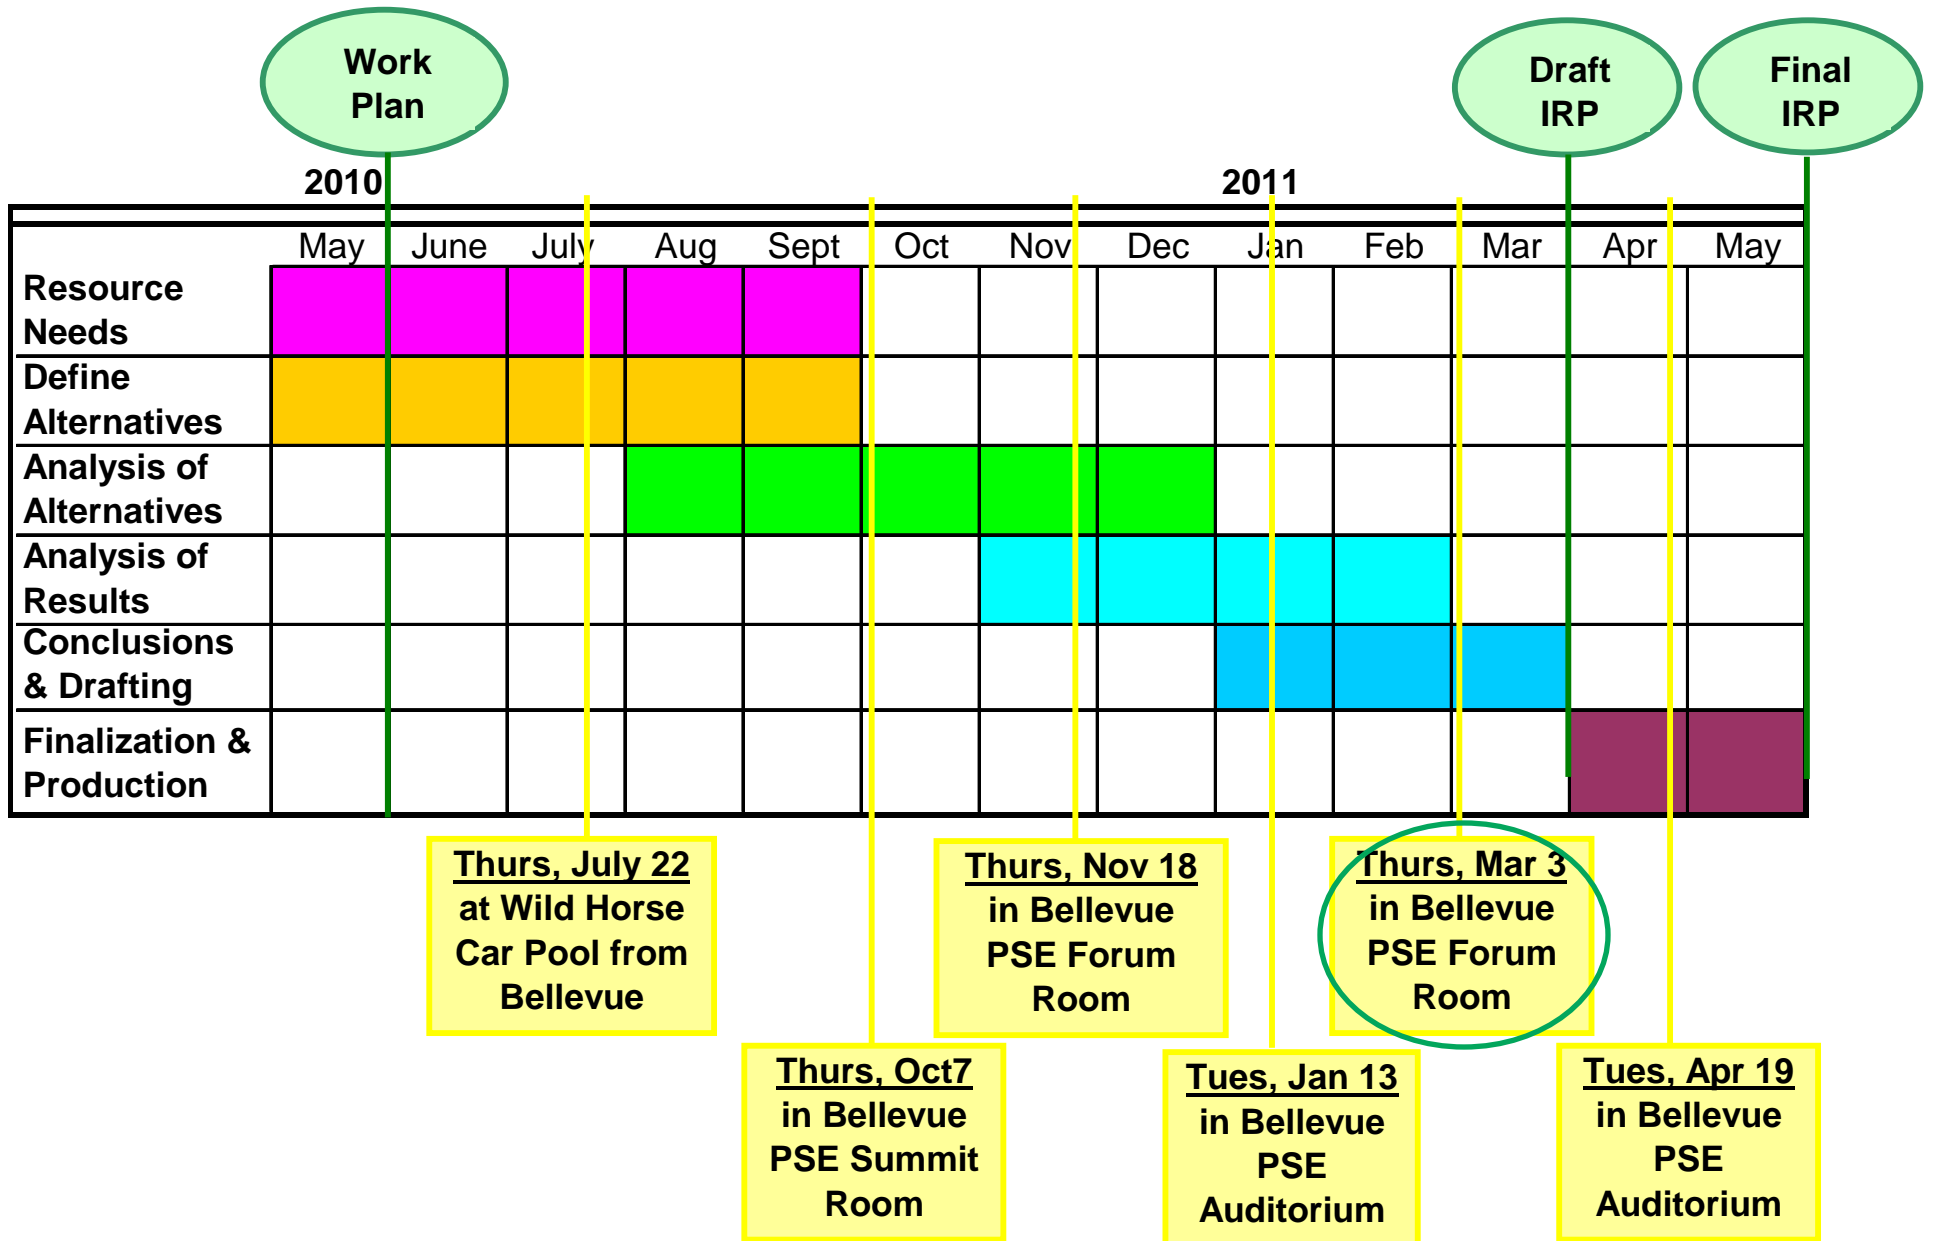 Work
Plan
Draft
IRP
Final
IRP
2010
2011
May June July Aug Sept Oct Nov Dec Jan Feb Mar Apr May
Resource
Needs
Define
Alternatives
Analysis of
Alternatives
Analysis of
Results
Conclusions
& Drafting
Finalization &
Production
Thurs, July 22
at Wild Horse
Car Pool from
Bellevue
Thurs, Nov 18
in Bellevue
PSE Forum
Room
Thurs, Mar 3
in Bellevue
PSE Forum
Room
Thurs, Oct7
in Bellevue
PSE Summit
Room
Tues, Jan 13
in Bellevue
PSE
Auditorium
Tues, Apr 19
in Bellevue
PSE
Auditorium